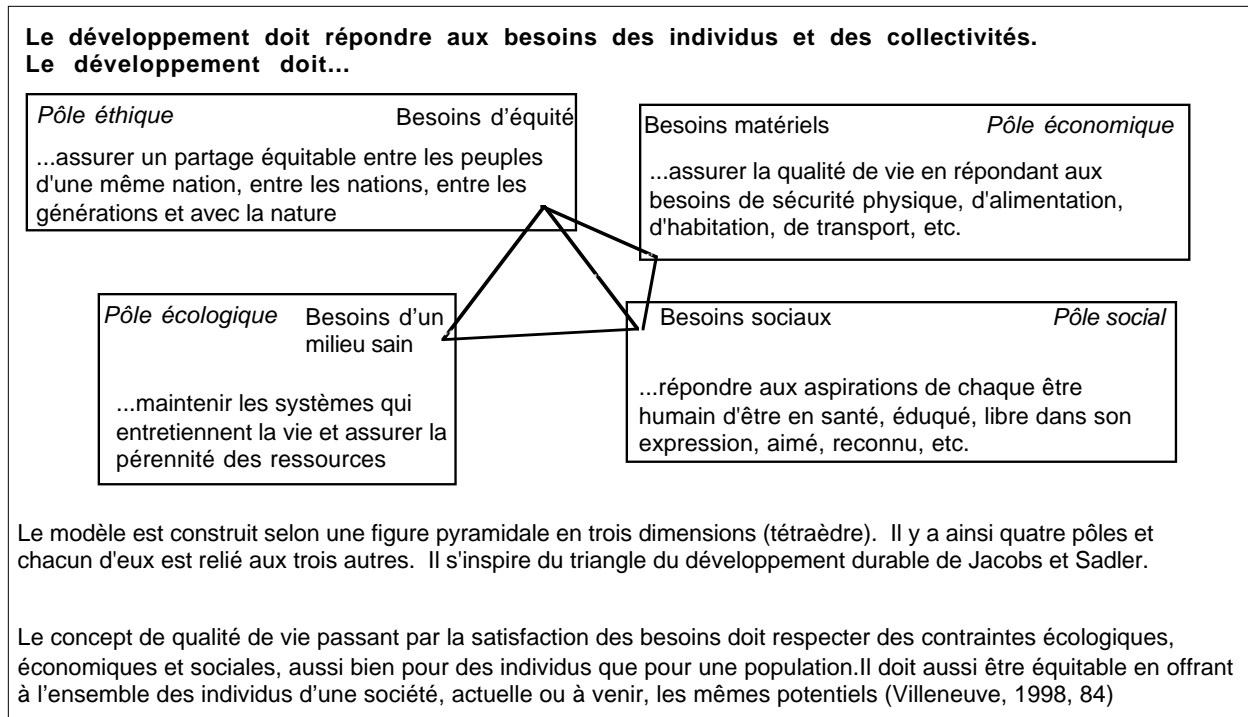 Le développement doit répondre aux besoins des individus et des collectivités.
Le développement doit...
Pôle éthique Besoins d'équité
...assurer un partage équitable entre les peuples
d'une même nation, entre les nations, entre les
générations et avec la nature
Besoins matériels Pôle économique
...assurer la qualité de vie en répondant aux
besoins de sécurité physique, d'alimentation,
d'habitation, de transport, etc.
Pôle écologique Besoins d'un
milieu sain
...maintenir les systèmes qui
entretiennent la vie et assurer la
pérennité des ressources
Besoins sociaux Pôle social
...répondre aux aspirations de chaque être
humain d'être en santé, éduqué, libre dans son
expression, aimé, reconnu, etc.
Le modèle est construit selon une figure pyramidale en trois dimensions (tétraèdre). Il y a ainsi quatre pôles et
chacun d'eux est relié aux trois autres. Il s'inspire du triangle du développement durable de Jacobs et Sadler.
Le concept de qualité de vie passant par la satisfaction des besoins doit respecter des contraintes écologiques,
économiques et sociales, aussi bien pour des individus que pour une population.Il doit aussi être équitable en offrant
à l'ensemble des individus d'une société, actuelle ou à venir, les mêmes potentiels (Villeneuve, 1998, 84)